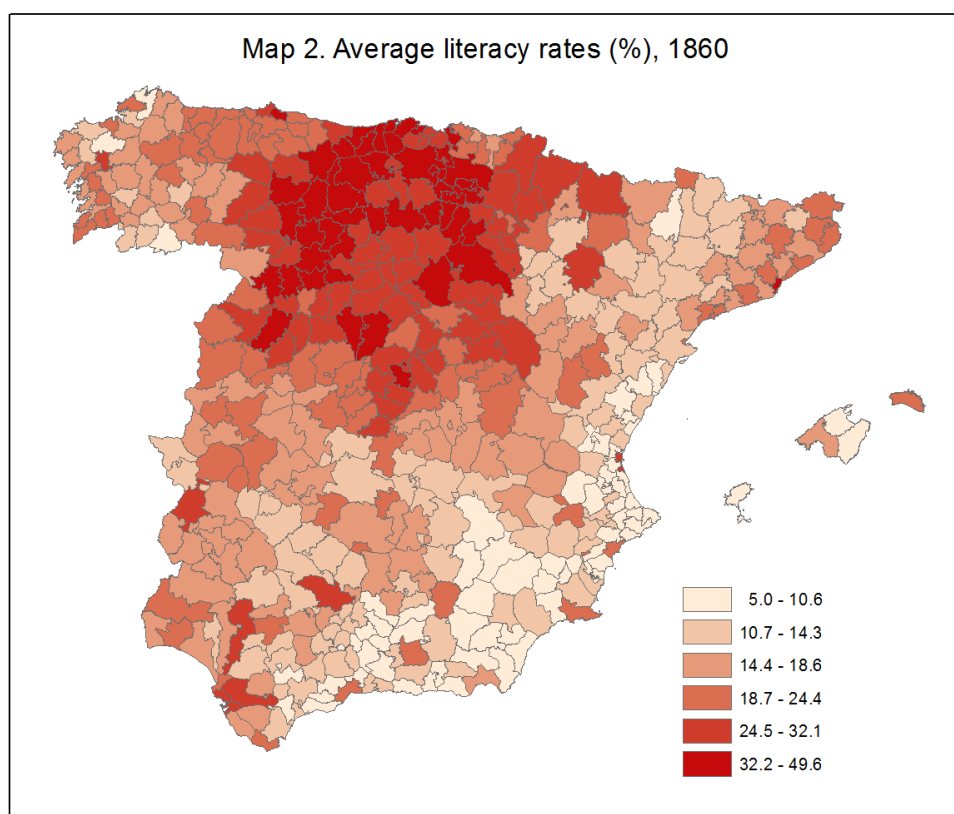 Map 2. Average literacy rates (%), 1860
5.0 - 10.6
10.7 - 14.3
14.4 - 18.6
18.7 - 24.4
24.5 - 32.1
32.2 - 49.6